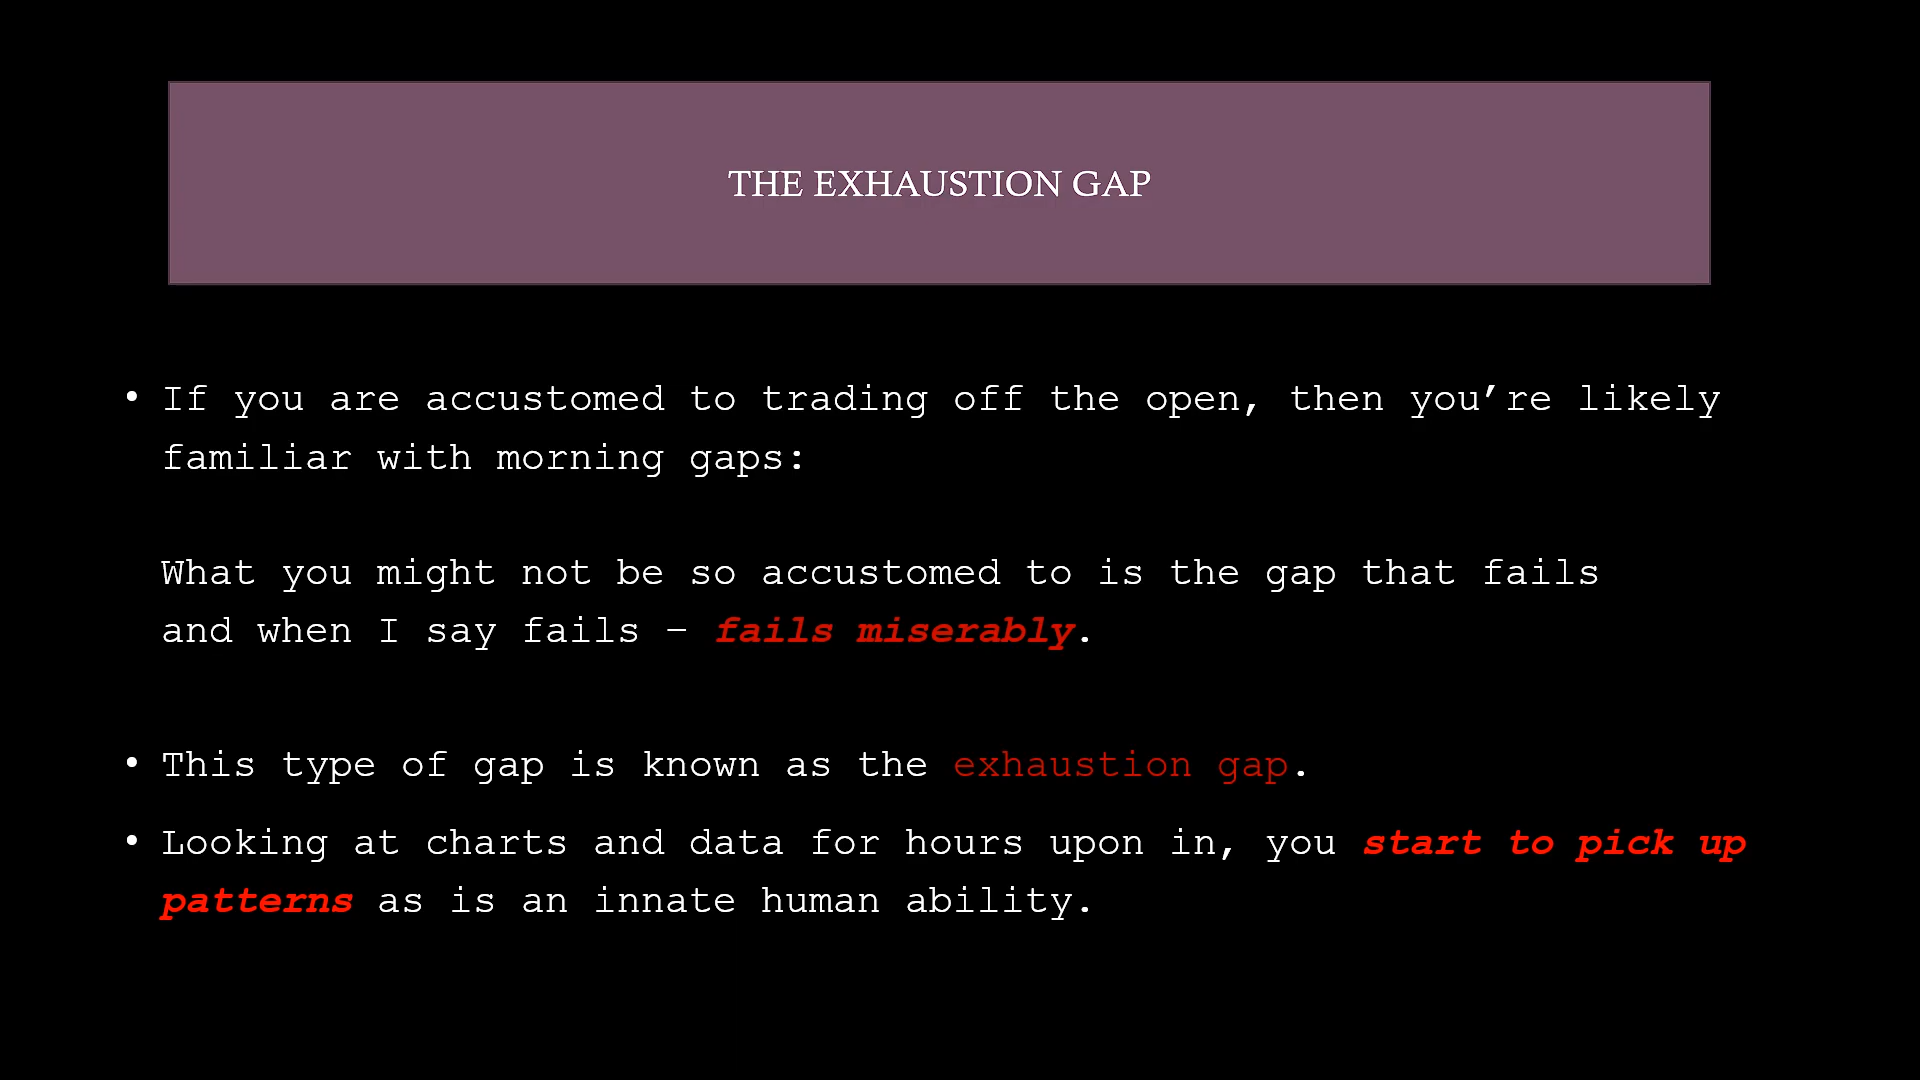 THE EXHAUSTION GAP
• If you are accustomed to trading off the open, then you’re likely
familiar with morning gaps:
What you might not be so accustomed to is the gap that fails
and when I say fails – fails miserably.
• This type of gap is known as the exhaustion gap.
• Looking at charts and data for hours upon in, you start to pick up
patterns as is an innate human ability.